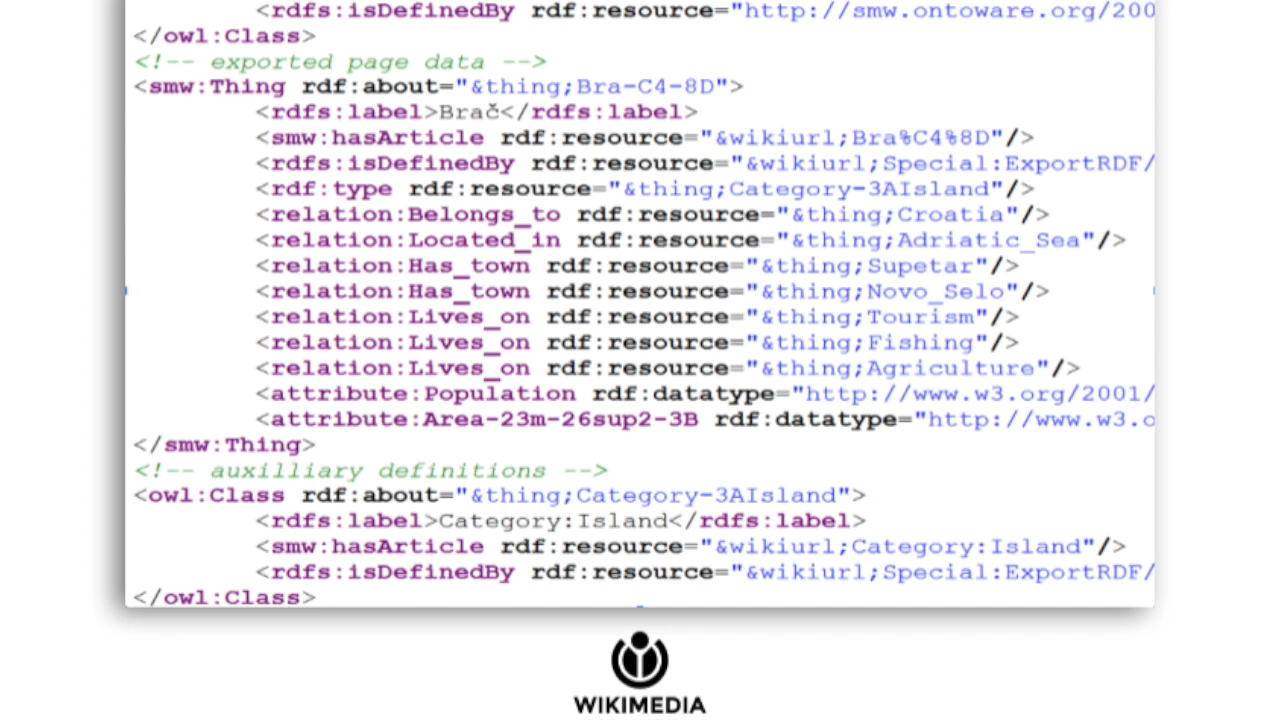 <rdfs:isDefinedBy rdf:resource="http://smw.ontoware.org/200
</owl:Class>
<!-- exported page data -->
<smw:Thing rdf:about="&thing;Bra-C4-8D">
<rdfs:label>Brač</rdfs:label>
<smw:hasArticle rdf:resource="&wikiurl;Bra%C4%8D"/>
<rdfs:isDefinedBy rdf:resource="&wikiurl;Special:ExportRDF/
<rdf:type rdf:resource="&thing;Category-3AIsland"/>
<relation:Belongs_to rdf:resource="&thing;Croatia"/>
<relation:Located_in rdf:resource="&thing;Adriatic_Sea"/>
<relation:Has_town rdf:resource="&thing;Supetar"/>
<relation:Has_town rdf:resource="&thing;Novo_Selo"/>
<relation:Lives_on rdf:resource="&thing;Tourism"/>
<relation:Lives_on rdf:resource="&thing;Fishing"/>
<relation:Lives_on rdf:resource="&thing;Agriculture"/>
<attribute:Population rdf:datatype="http://www.w3.org/2001/
<attribute:Area-23m-26sup2-3B rdf:datatype="http://www.w3.o
</smw:Thing>
<!-- auxilliary definitions -->
<owl:Class rdf:about="&thing;Category-3AIsland">
<rdfs:label>Category:Island</rdfs:label>
<smw:hasArticle rdf:resource="&wikiurl;Category:Island"/>
<rdfs:isDefinedBy rdf:resource="&wikiurl;Special:ExportRDF/
</owl:Class>
WIKIMEDIA